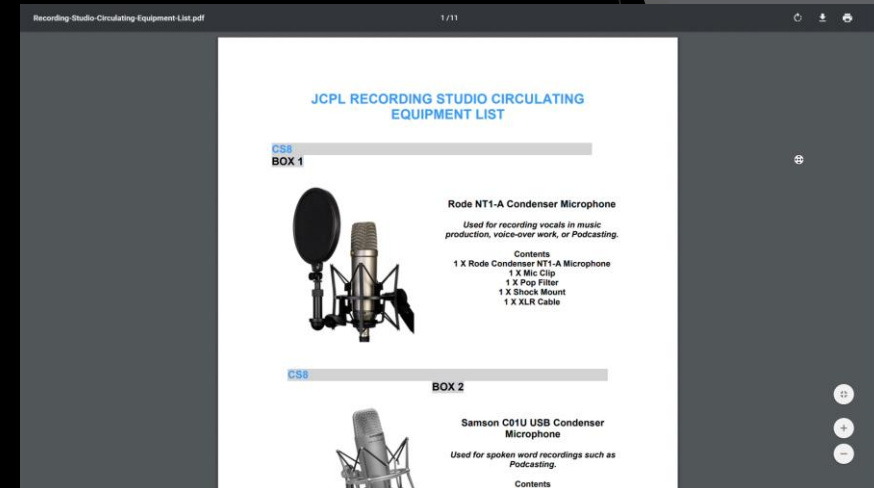 Recording-Studio-Circulating-Equipment-List.pdf
1 / 11
JCPL RECORDING STUDIO CIRCULATING
EQUIPMENT LIST
CS8
BOX 1
Rode NT1-A Condenser Microphone
Used for recording vocals in music
production, voice-over work, or Podcasting.
Contents
1 X Rode Condenser NT1-A Microphone
1 X Mic Clip
1 X Pop Filter
1 X Shock Mount
1 X XLR Cable
CS8
BOX 2
Samson C01U USB Condenser
Microphone
Used for spoken word recordings such as
Podcasting.
Contents